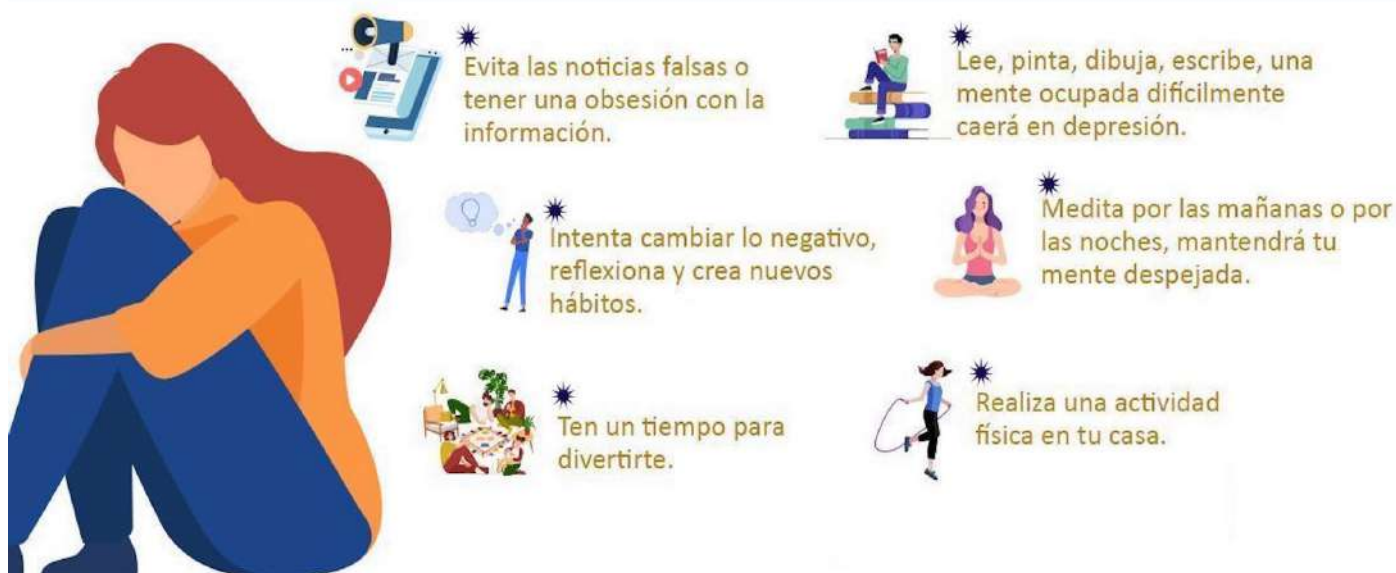 Evita las noticias falsas o
tener una obsesión con la
información.
Lee, pinta, dibuja, escribe, una
mente ocupada difícilmente
caerá en depresión.
Intenta cambiar lo negativo,
reflexiona y crea nuevos
hábitos.
Medita por las mañanas o por
las noches, mantendrá tu
mente despejada.
Ten un tiempo para
divertirte.
Realiza una actividad
física en tu casa.